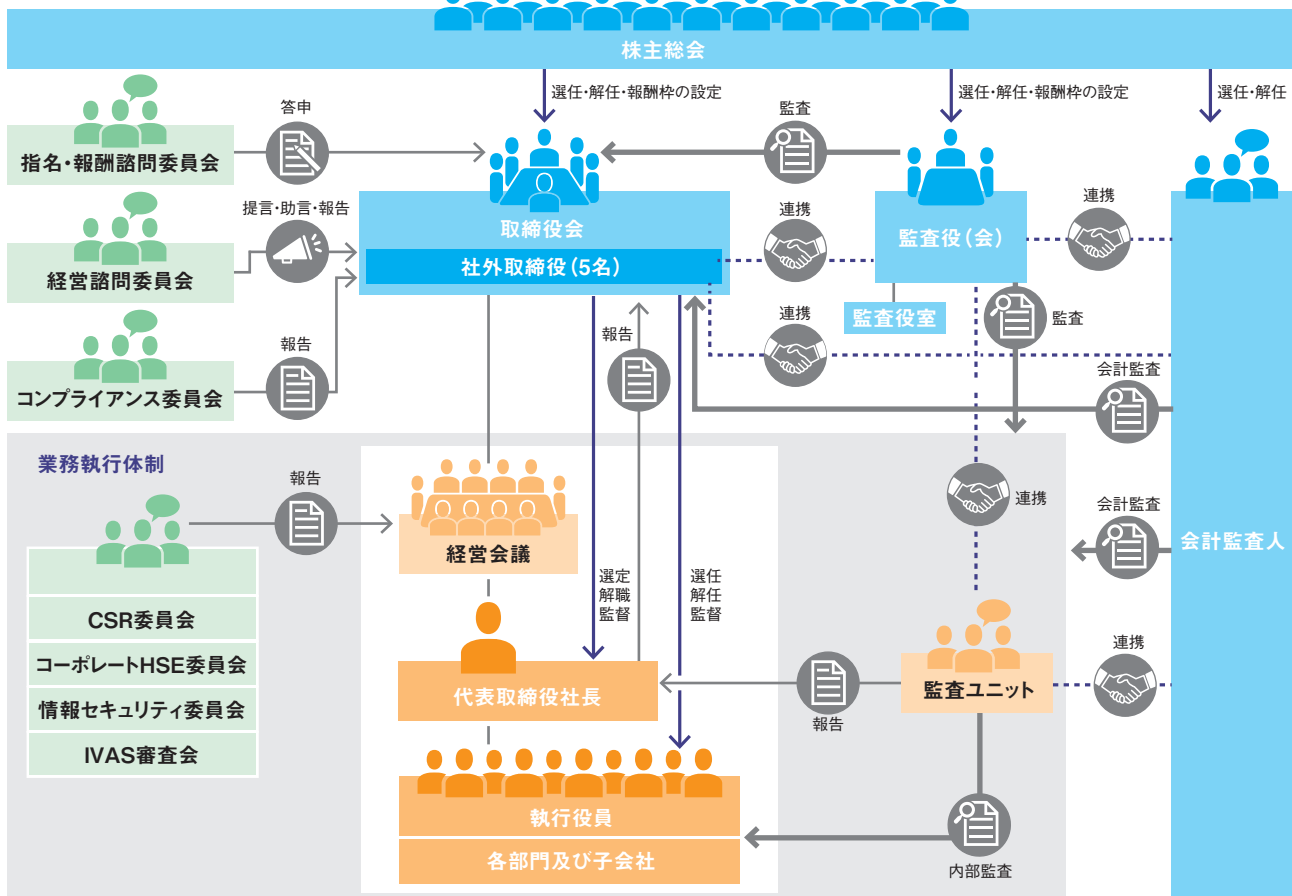 株主総会
選任・解任・報酬枠の設定
選任・解任・報酬枠の設定
選任・解任
答申
監査
指名・報酬諮問委員会
提言・助言・報告
取締役会
社外取締役(5名)
連携
監査役(会)
連携
経営諮問委員会
監査役室
監査
連携
報告
報告
コンプライアンス委員会
会計監査
業務執行体制
報告
経営会議
連携
会計監査
会計監査人
選定
解職
監督
選任
解任
監督
CSR委員会
コーポレートHSE委員会
情報セキュリティ委員会
IVAS審査会
代表取締役社長
報告
監査ユニット
連携
執行役員
各部門及び子会社
内部監査